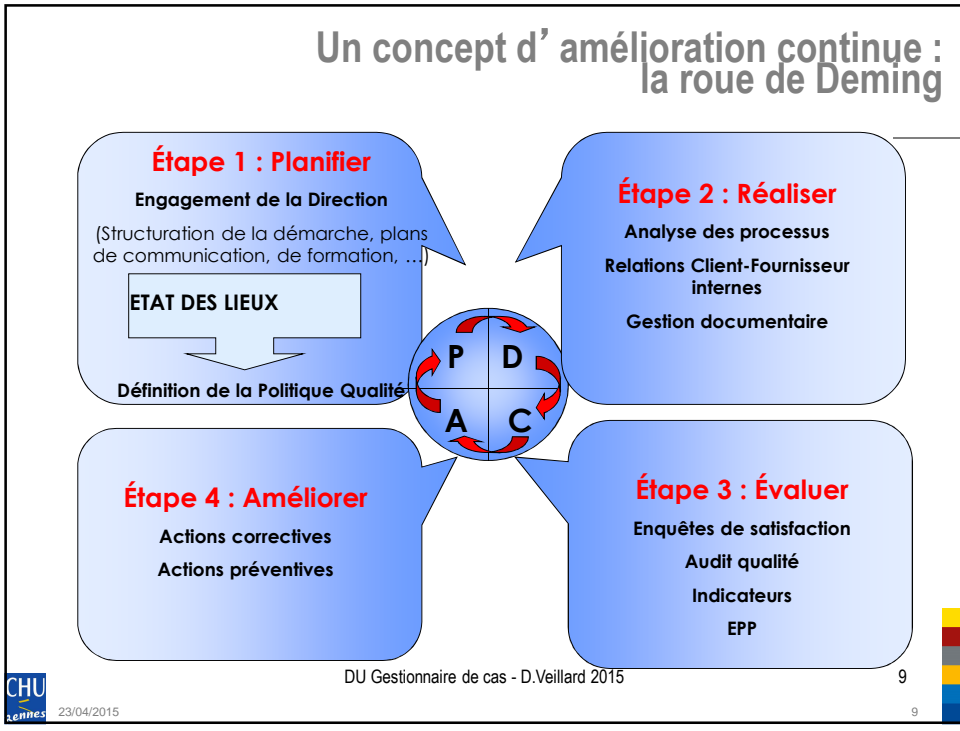 Un concept d’ amélioration continue :
la roue de Deming
Étape 1 : Planifier
Engagement de la Direction
(Structuration de la démarche, plans
de communication, de formation, …)
ETAT DES LIEUX
Définition de la Politique Qualité
Étape 2 : Réaliser
Analyse des processus
Relations Client-Fournisseur
internes
Gestion documentaire
P D
A C
Étape 4 : Améliorer
Actions correctives
Actions préventives
Étape 3 : Évaluer
Enquêtes de satisfaction
Audit qualité
Indicateurs
EPP
DU Gestionnaire de cas - D.Veillard 2015
9
CHU
Rennes
23/04/2015
9